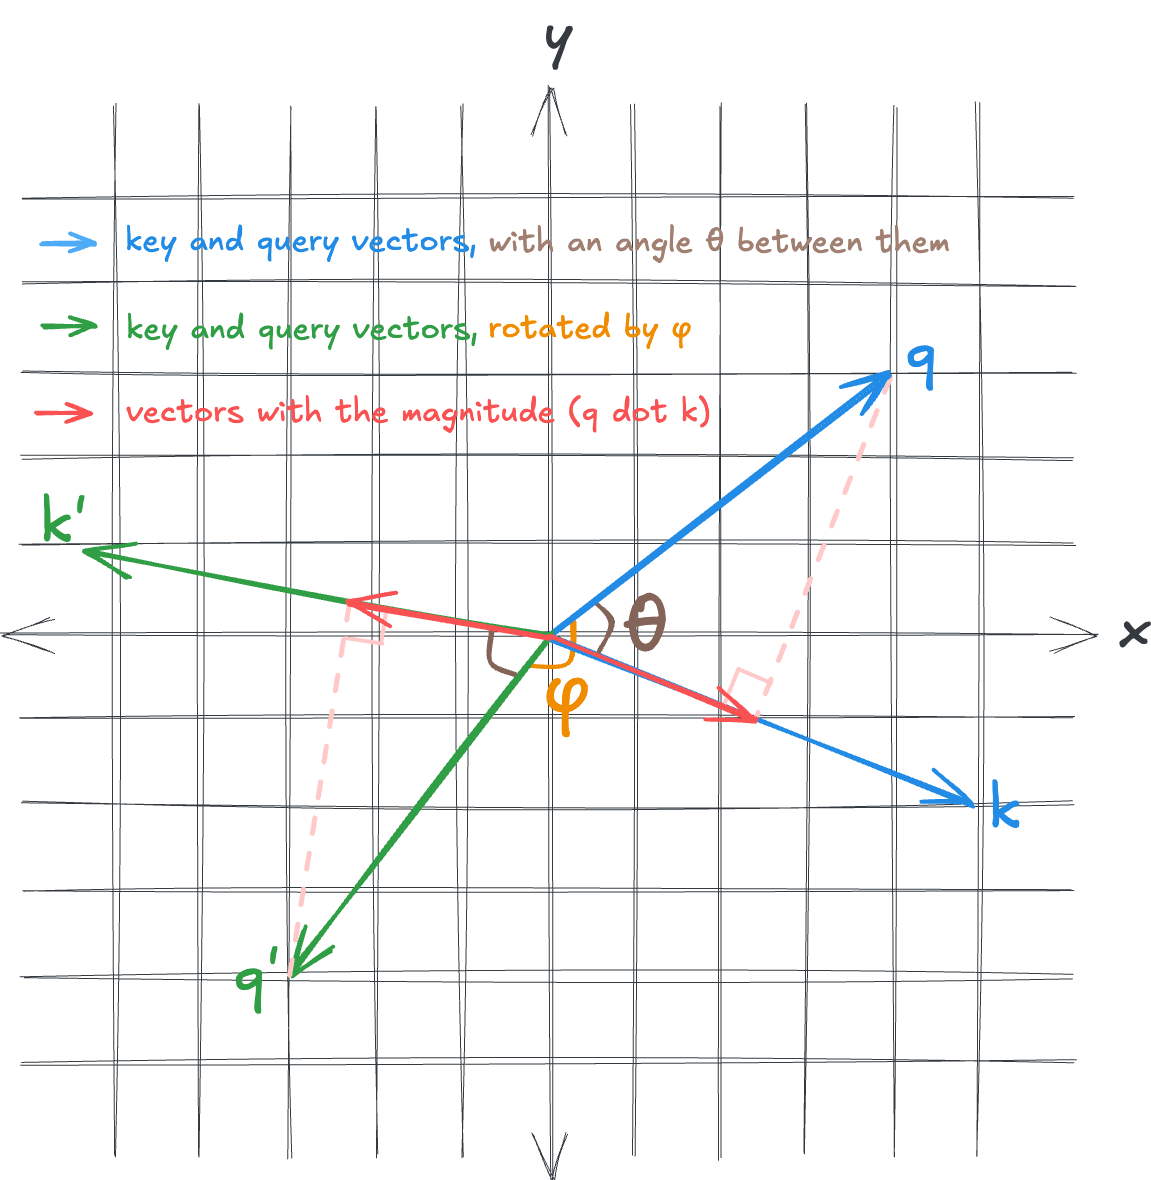 y
key and query vectors, with an angle θ between them
key and query vectors, rotated by φ
q
vectors with the magnitude (q dot k)
k'
θ
x
φ
k
q'